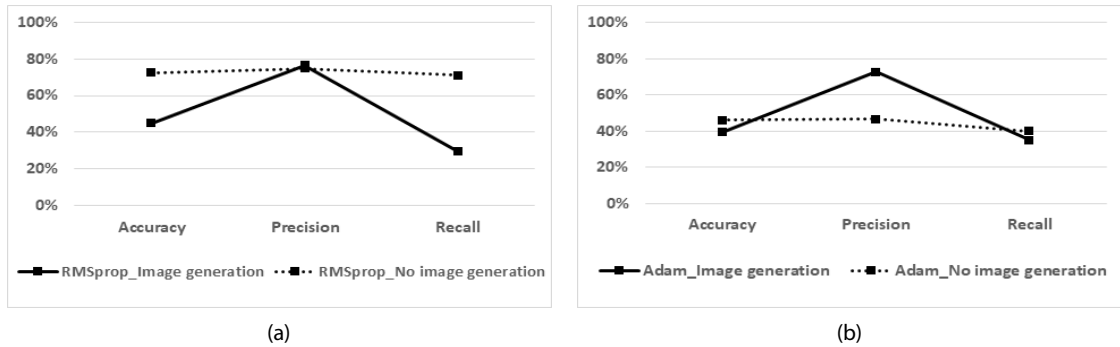 100%
80%
60%
40%
20%
0%
Accuracy Precision Recall
RMSprop_Image generation RMSprop_No image generation
(a)
100%
80%
60%
40%
20%
0%
Accuracy Precision Recall
Adam_Image generation Adam_No image generation
(b)